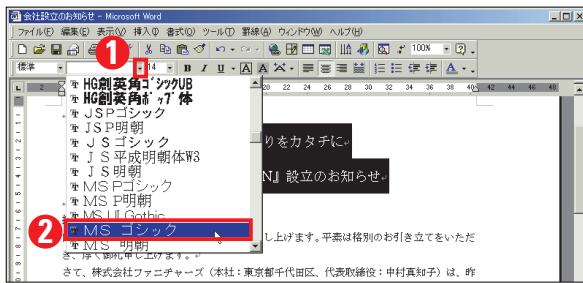 会社設立のお知らせ - Microsoft Word
ファイル(F) 編集(E) 表示(V) 挿入(I) 書式(O) ツール(T) 罫線(A) ウィンドウ(W) ヘルプ(H)
100%
1
標準 14 B I U A A A
2 20 22 24 26 28 30 32 34 36 38 40 42 44 46 48
HG創英角ゴシックUB
HG創英角ポップ体
JSPゴシック
JSP明朝
JSゴシック
りをカタチに
JS平成明朝体W3
JS明朝
N』設立のお知らせ
MS Pゴシック
MS P明朝
MS UI Gothic
2
MS ゴシック
し上げます。平素は格別のお引き立てをいただ
MS 明朝
き、厚く御礼申し上げます。
さて、株式会社ファニチャーズ（本社：東京都千代田区、代表取締役：中村真知子）は、昨